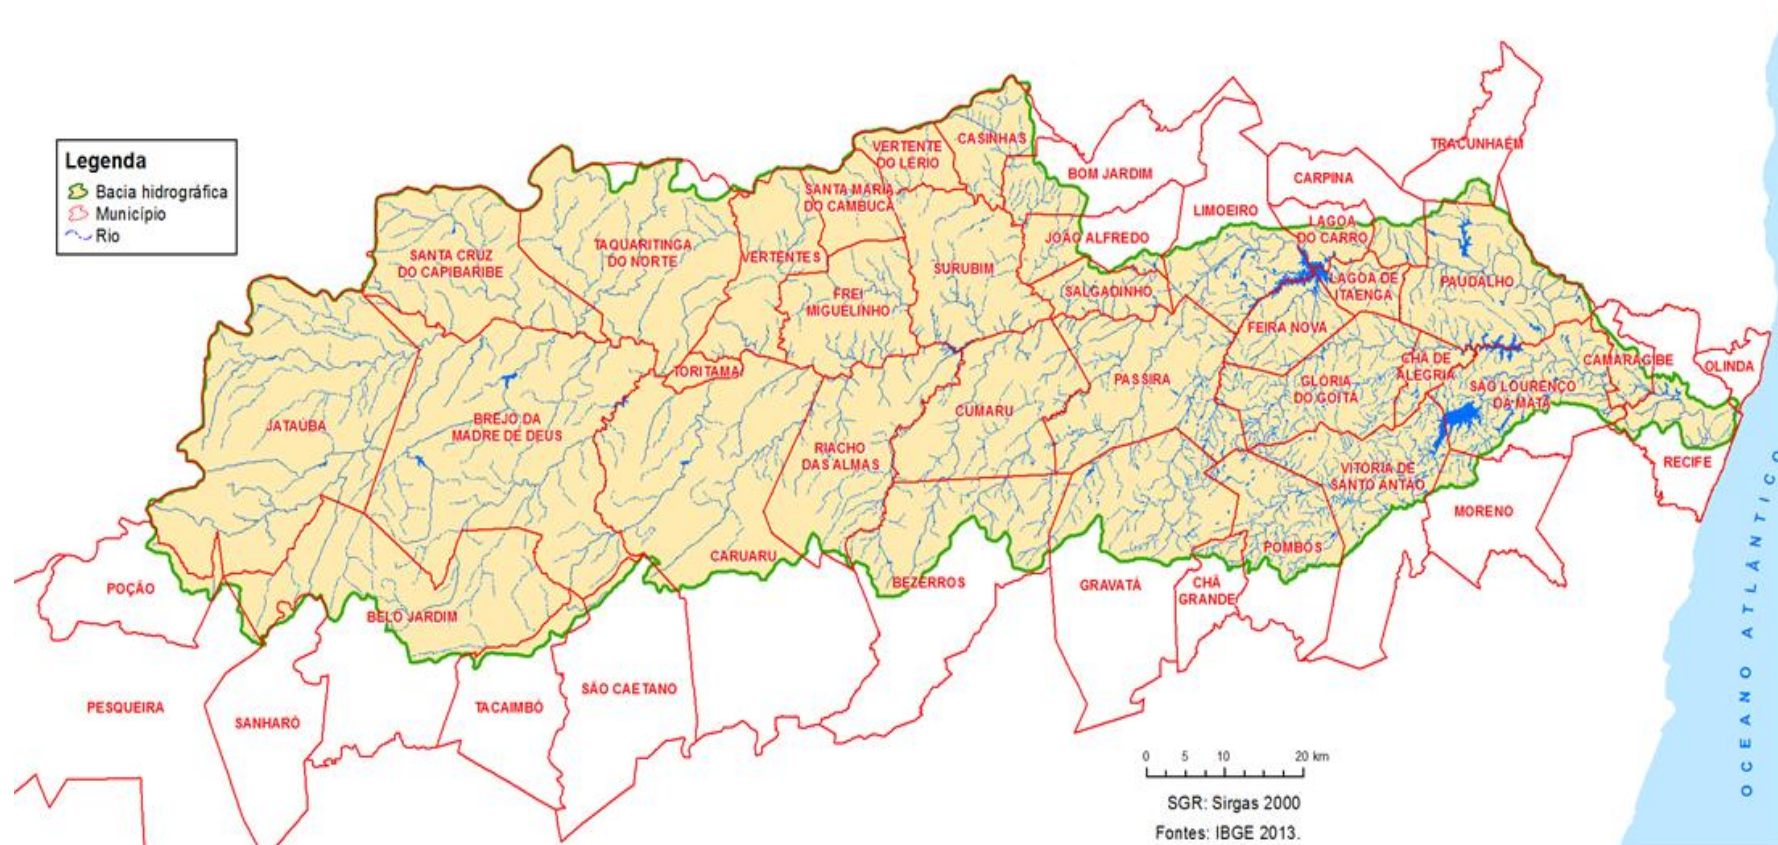 Legenda
Bacia hidrográfica
Município
Rio
TRACUNHAÉM
CASINHAS
VERTENTE
DO LÉRIO
BOM JARDIM
CARPINA
SANTA MARIA
DO CAMBUCÁ
LIMOEIRO
LAGOA
DO CARRO
JOÃO ALFREDO
TAQUARITINGA
DO NORTE
SANTA CRUZ
DO CAPIBARIBE
VERTENTES
SURUBIM
SALGADINHO
LAGOA DE
ITAENGA
PAUDALHO
FREI
MIGUELINHO
FEIRA NOVA
TORITAMA
CHÃ DE
ALEGRIA
CAMARAGIBE
OLINDA
PASSIRA
GLORIA
DO GOITÁ
SÃO LOURENÇO
DA MATA
JATAÚBA
BREJO DA
MADRE DE DEUS
CUMARU
RIACHO
DAS ALMAS
VITÓRIA DE
SANTO ANTÃO
RECIFE
MORENO
CARUARU
POMBOS
POÇÃO
BEZERROS
GRAVATÁ
CHÃ
GRANDE
BELO JARDIM
PESQUEIRA
SANHARÓ
TACAIMBÓ
SÃO CAETANO
OCEANO ATLÂNTICO
0 5 10 20 km
SGR: Sirgas 2000
Fontes: IBGE 2013.